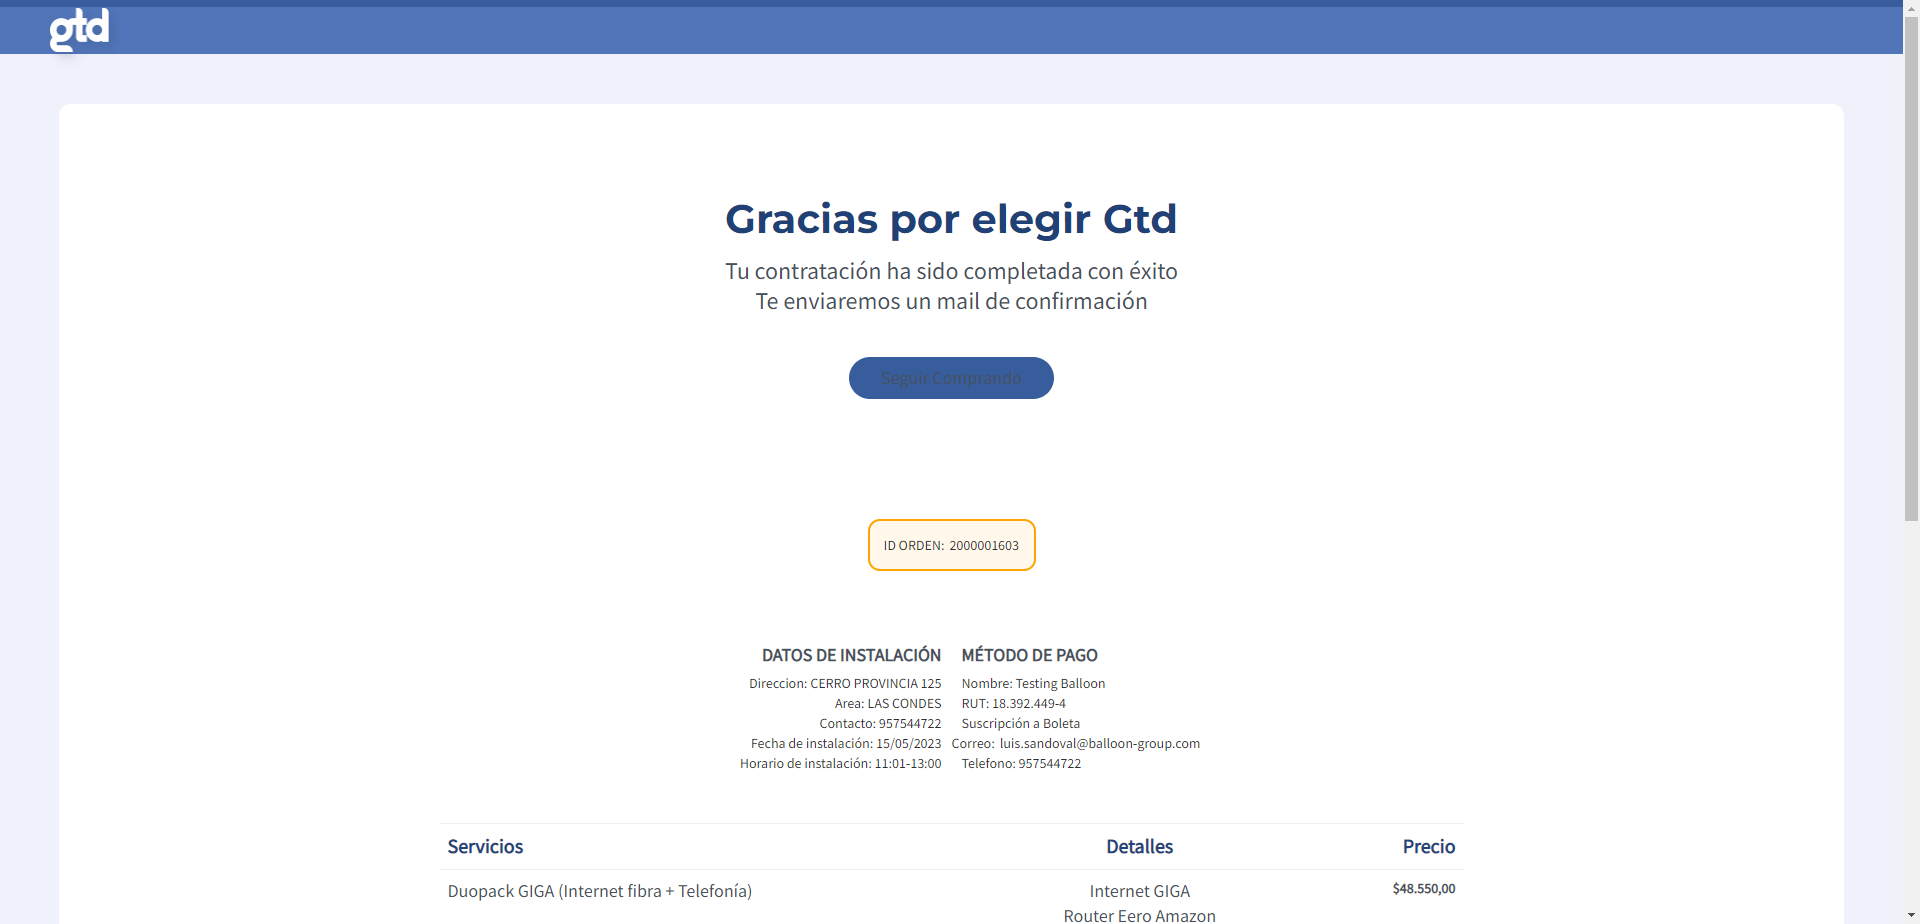 gtd
Gracias por elegir Gtd
Tu contratación ha sido completada con éxito
Te enviaremos un mail de confirmación
Seguir Comprando
ID ORDEN: 2000001603
DATOS DE INSTALACIÓN
Direccion: CERRO PROVINCIA 125
Area: LAS CONDES
Contacto: 957544722
Fecha de instalación: 15/05/2023
Horario de instalación: 11:01-13:00
MÉTODO DE PAGO
Nombre: Testing Balloon
RUT: 18.392.449-4
Suscripción a Boleta
Correo: luis.sandoval@balloon-group.com
Telefono: 957544722
Servicios Detalles Precio
Duopack GIGA (Internet fibra + Telefonía) Internet GIGA $48.550,00
Router Eero Amazon